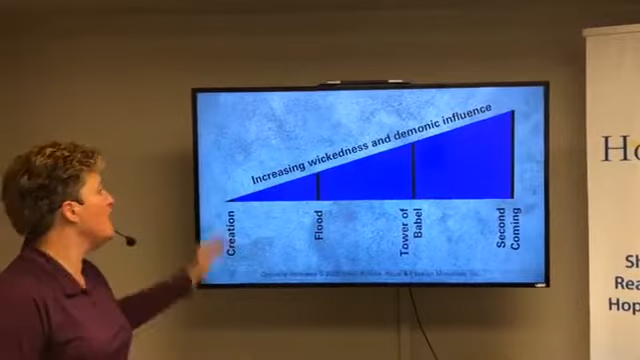 Increasing wickedness and demonic influence
Creation
Flood
Tower of
Babel
Second
Coming
Ho
Sh
Rea
Hop